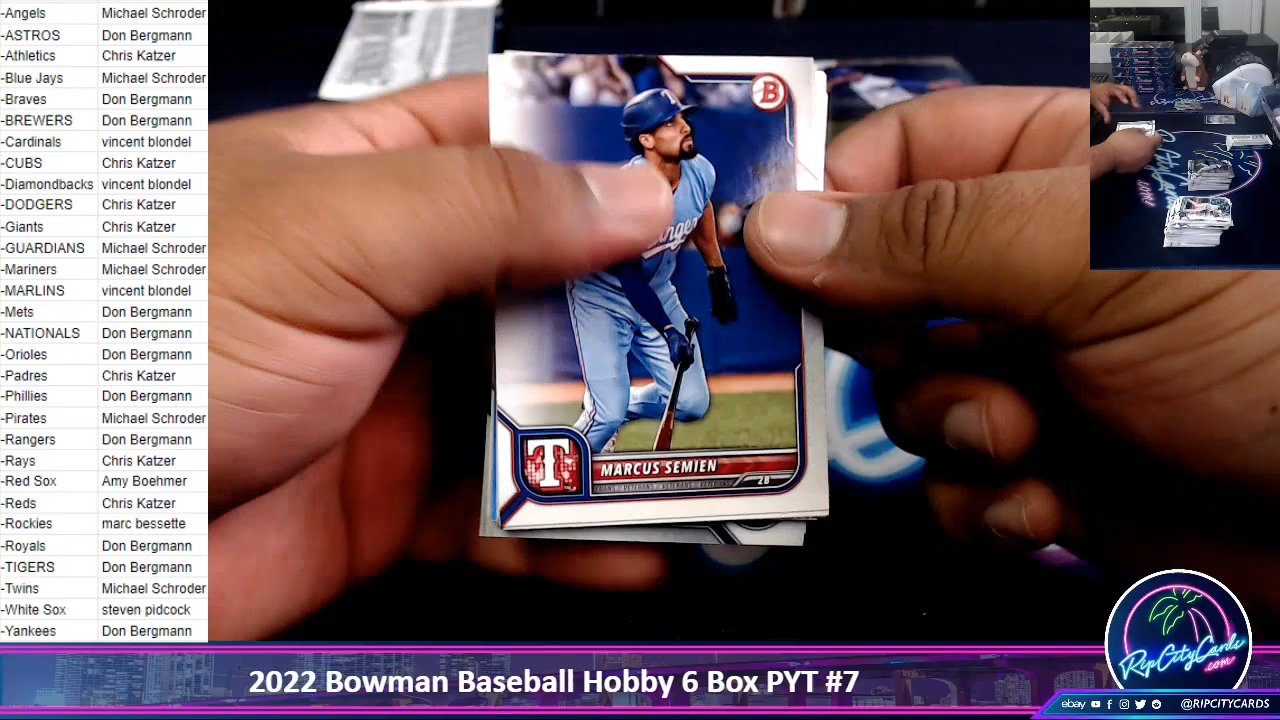 -Angels Michael Schroder
-ASTROS Don Bergmann
-Athletics Chris Katzer
-Blue Jays Michael Schroder
-Braves Don Bergmann
-BREWERS Don Bergmann
-Cardinals vincent blondel
-CUBS Chris Katzer
-Diamondbacks vincent blondel
-DODGERS Chris Katzer
-Giants Chris Katzer
-GUARDIANS Michael Schroder
-Mariners Michael Schroder
-MARLINS vincent blondel
-Mets Don Bergmann
-NATIONALS Don Bergmann
-Orioles Don Bergmann
-Padres Chris Katzer
-Phillies Don Bergmann
-Pirates Michael Schroder
-Rangers Don Bergmann
-Rays Chris Katzer
-Red Sox Amy Boehmer
-Reds Chris Katzer
-Rockies marc bessette
-Royals Don Bergmann
-TIGERS Don Bergmann
-Twins Michael Schroder
-White Sox steven pidcock
-Yankees Don Bergmann
B
T
MARCUS SEMIEN
2B
2022 Bowman Baseball Hobby 6 Box PYT #7
RipCityCards
.com
ebay @RIPCITYCARDS